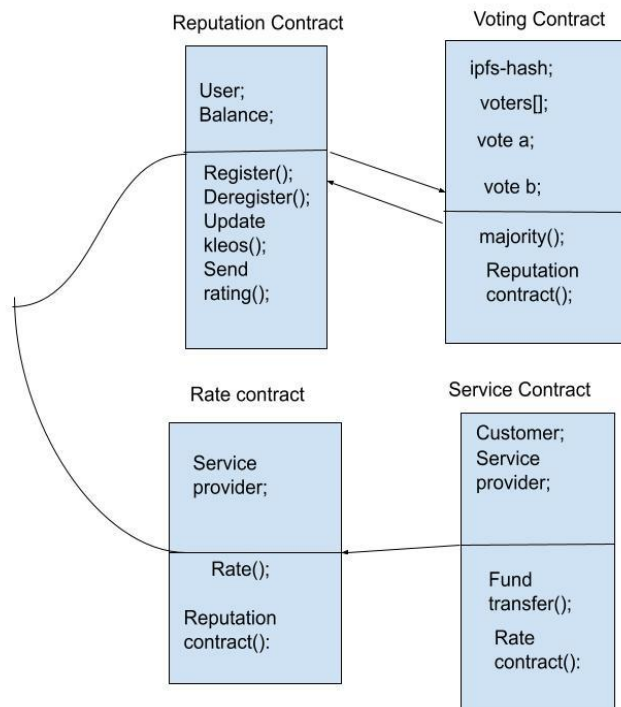 Reputation Contract
User;
Balance;
Register();
Deregister();
Update
kleos();
Send
rating();
Voting Contract
ipfs-hash;
voters[];
vote a;
vote b;
majority();
Reputation
contract();
Rate contract
Service
provider;
Rate();
Reputation
contract():
Service Contract
Customer;
Service
provider;
Fund
transfer();
Rate
contract():